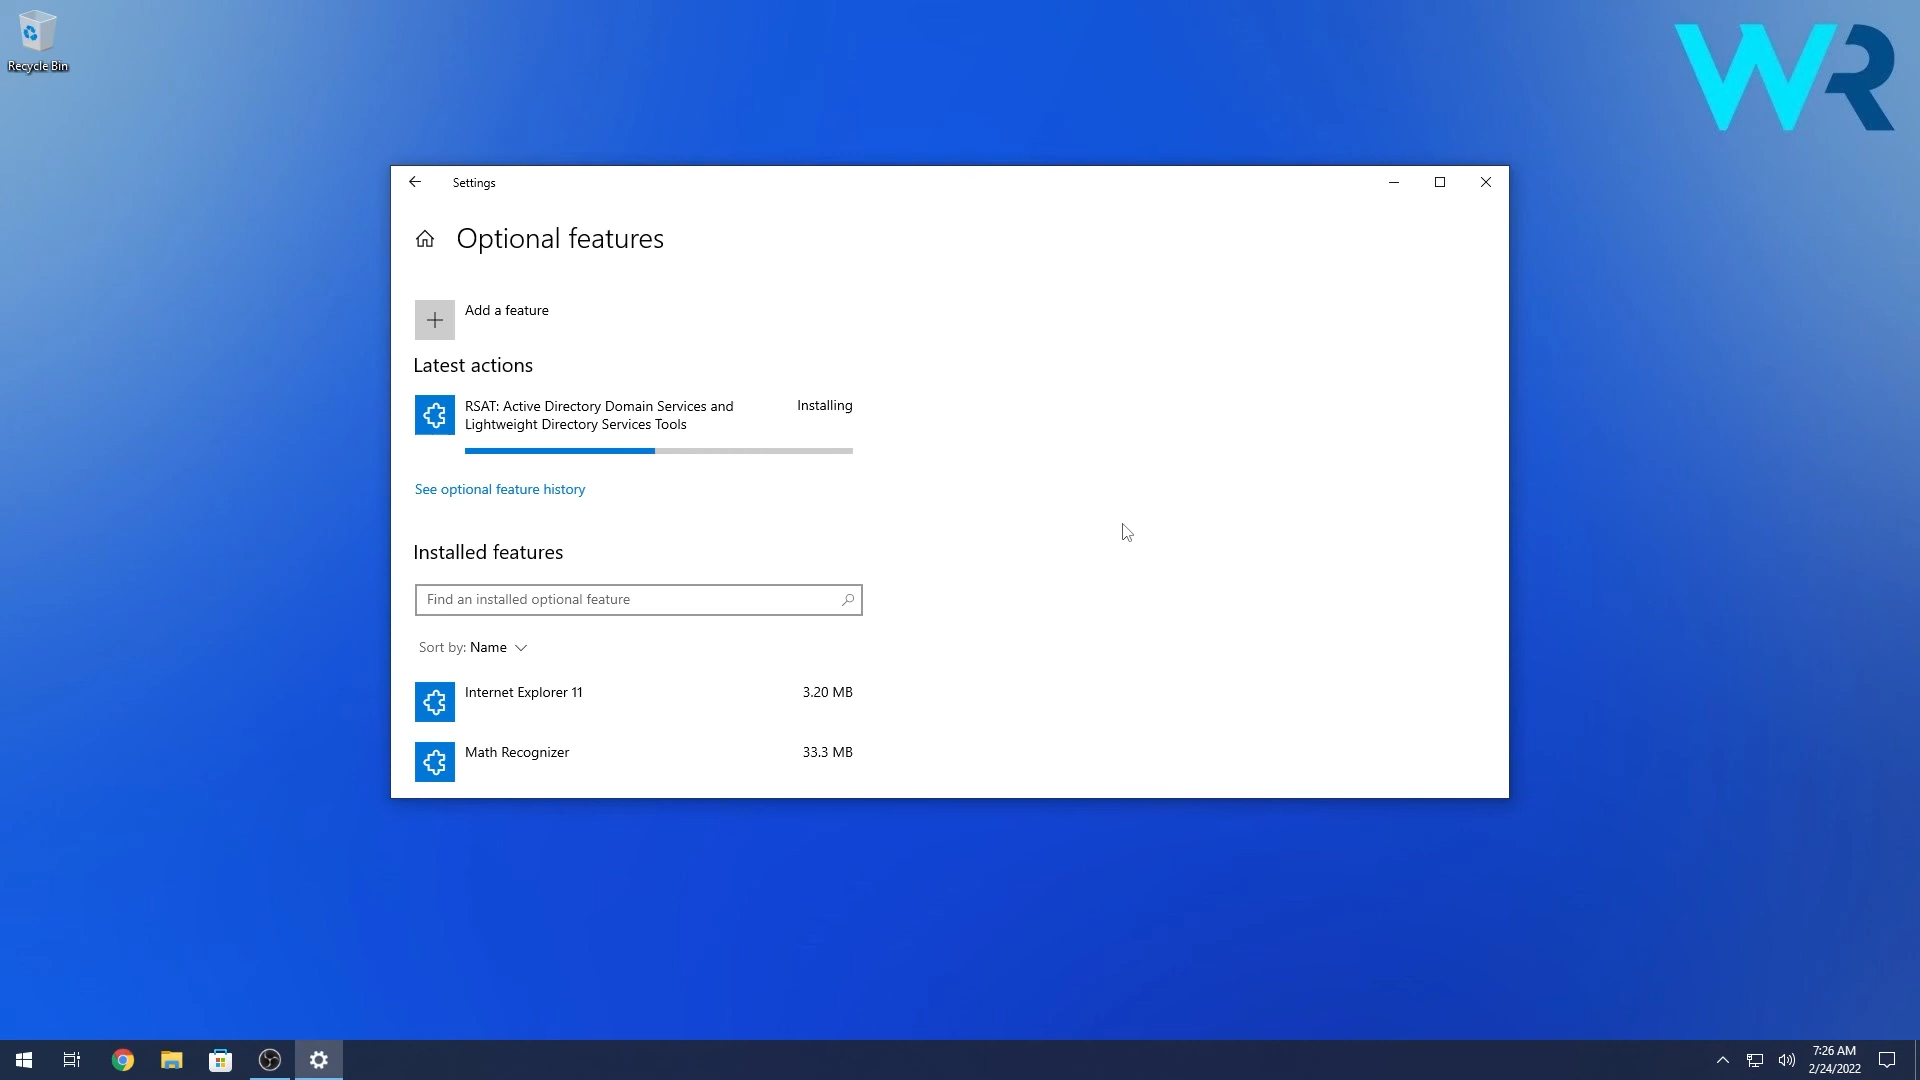 Recycle Bin
WR
Settings
Optional features
Add a feature
Latest actions
RSAT: Active Directory Domain Services and
Lightweight Directory Services Tools
Installing
See optional feature history
Installed features
Find an installed optional feature
Sort by: Name
Internet Explorer 11
3.20 MB
Math Recognizer
33.3 MB
7:26 AM
2/24/2022